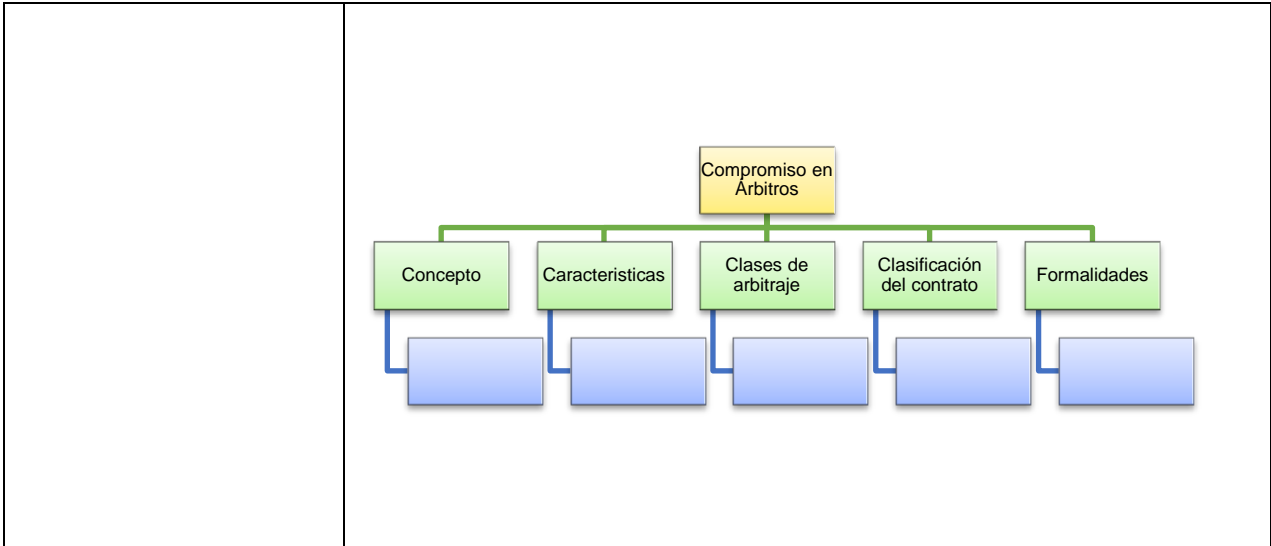 Compromiso en
Árbitros
Concepto
Caracteristicas
Clases de
arbitraje
Clasificación
del contrato
Formalidades